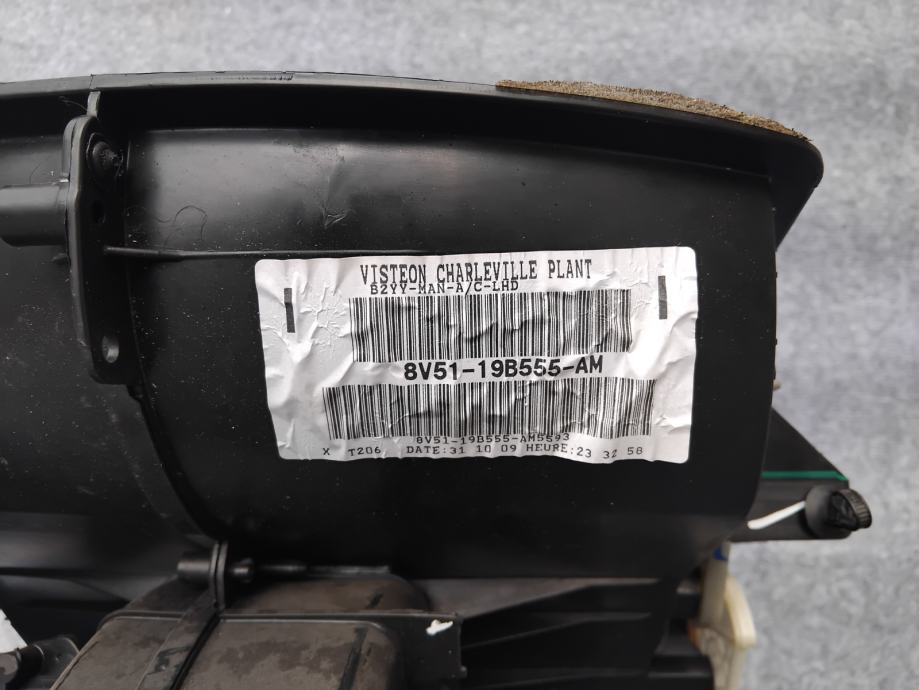 VISTEON CHARLEVILLE PLANT
B2YY-MAN-A/C-LHD
8V51-19B555-AM
8V51-19B555-AM5593
X T206 DATE:31 10 09 HEURE:23 32 58